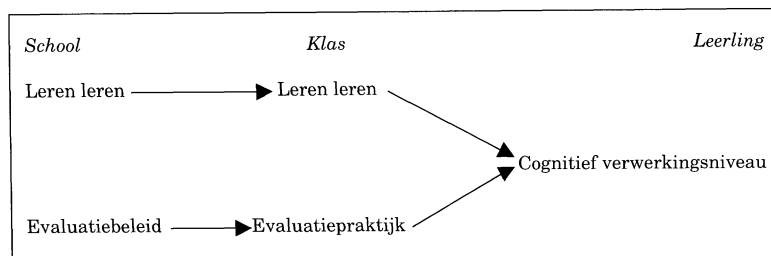 School Klas Leerling
Leren leren Leren leren
Cognitief verwerkingsniveau
Evaluatiebeleid Evaluatiepraktijk